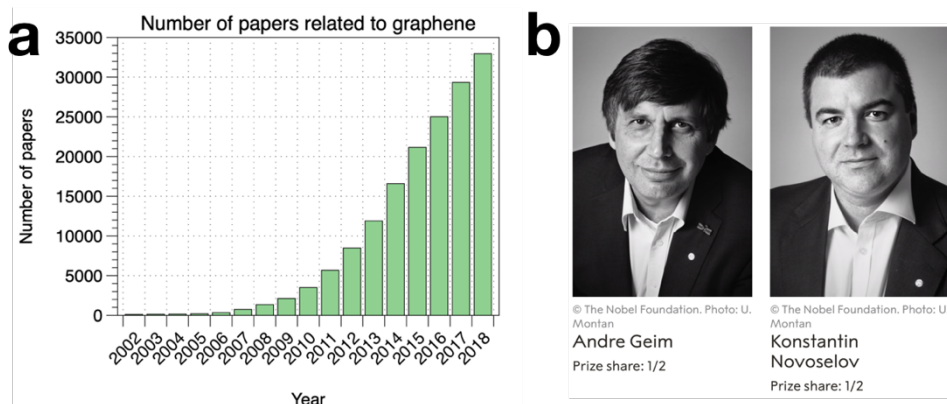 a
Number of papers related to graphene
35000
30000
25000
20000
15000
10000
5000
0
Number of papers
2002 2003 2004 2005 2006 2007 2008 2009 2010 2011 2012 2013 2014 2015 2016 2017 2018
Year
b
© The Nobel Foundation. Photo: U.
Montan
Andre Geim
Prize share: 1/2
© The Nobel Foundation. Photo: U.
Montan
Konstantin
Novoselov
Prize share: 1/2